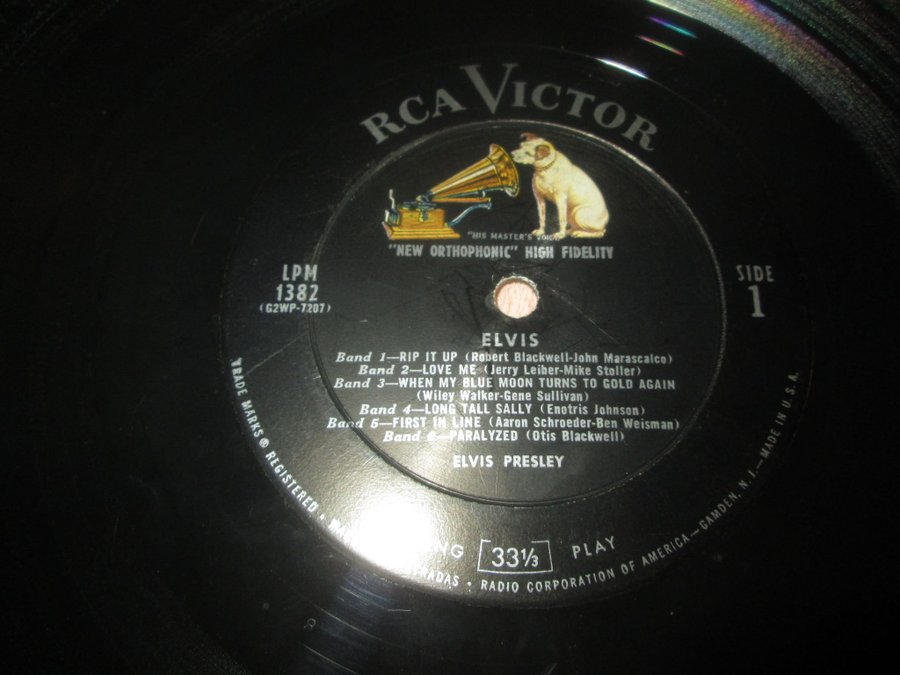 RCA VICTOR
"HIS MASTER'S VOICE"
"NEW ORTHOPHONIC" HIGH FIDELITY
LPM
1382
(G2WP-7207)
SIDE
1
ELVIS
Band 1—RIP IT UP (Robert Blackwell-John Marascalco)
Band 2—LOVE ME (Jerry Leiber-Mike Stoller)
Band 3—WHEN MY BLUE MOON TURNS TO GOLD AGAIN
(Wiley Walker-Gene Sullivan)
Band 4—LONG TALL SALLY (Enotris Johnson)
Band 5—FIRST IN LINE (Aaron Schroeder-Ben Weisman)
Band 6—PARALYZED (Otis Blackwell)
ELVIS PRESLEY
33⅓ PLAY
TRADE MARKS ® REGISTERED • RADIO CORPORATION OF AMERICA—CAMDEN, N. J.—MADE IN U.S.A.